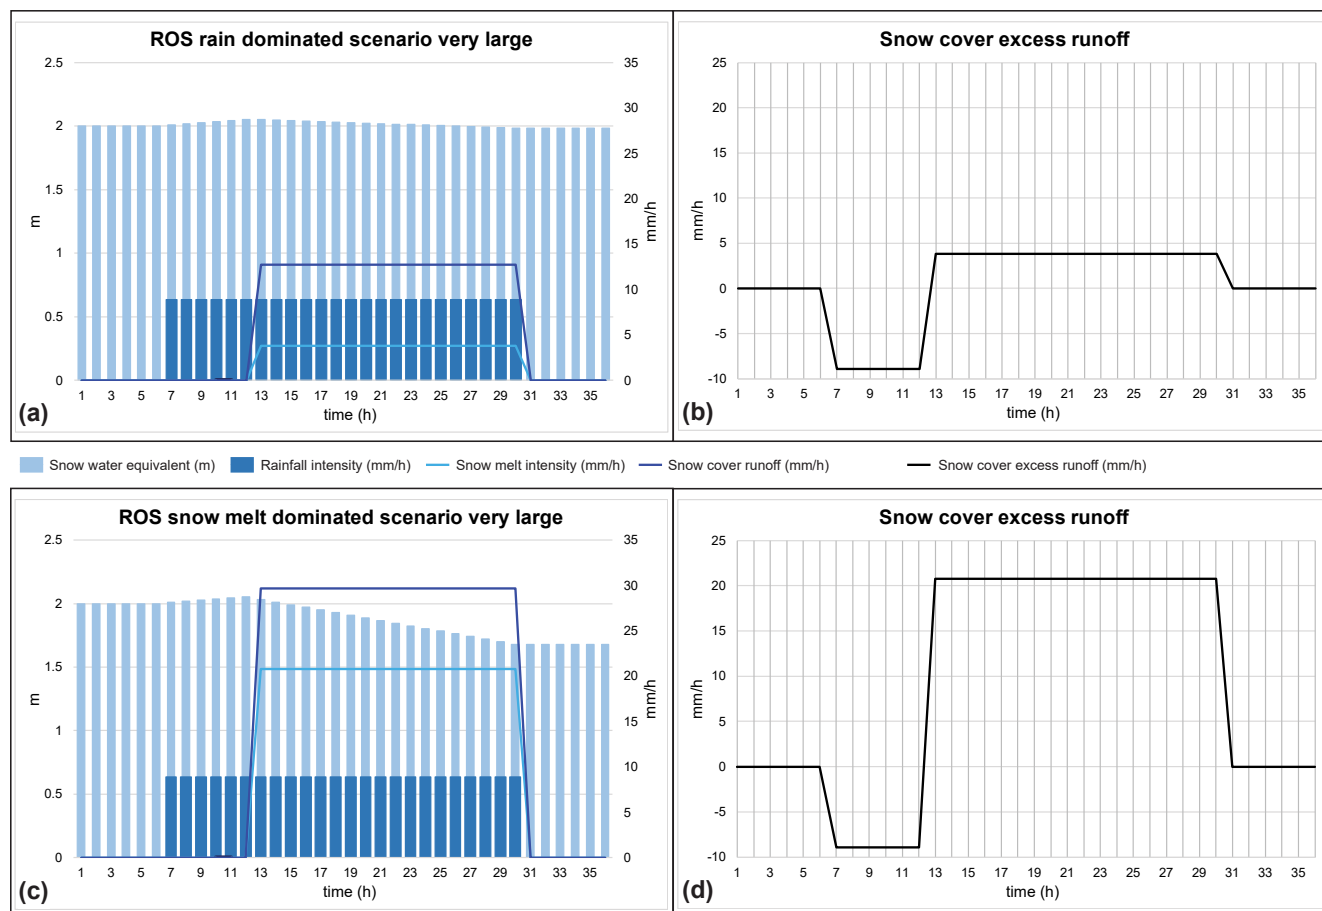 ROS rain dominated scenario very large
m
2.5
2
1.5
1
0.5
0
35
30
25
20
15
10
5
0
mm/h
1 3 5 7 9 11 13 15 17 19 21 23 25 27 29 31 33 35
time (h)
(a)
Snow cover excess runoff
mm/h
25
20
15
10
5
0
-5
-10
1 3 5 7 9 11 13 15 17 19 21 23 25 27 29 31 33 35
time (h)
(b)
Snow water equivalent (m) Rainfall intensity (mm/h) Snow melt intensity (mm/h) Snow cover runoff (mm/h) Snow cover excess runoff (mm/h)
ROS snow melt dominated scenario very large
m
2.5
2
1.5
1
0.5
0
35
30
25
20
15
10
5
0
mm/h
1 3 5 7 9 11 13 15 17 19 21 23 25 27 29 31 33 35
time (h)
(c)
Snow cover excess runoff
mm/h
25
20
15
10
5
0
-5
-10
1 3 5 7 9 11 13 15 17 19 21 23 25 27 29 31 33 35
time (h)
(d)